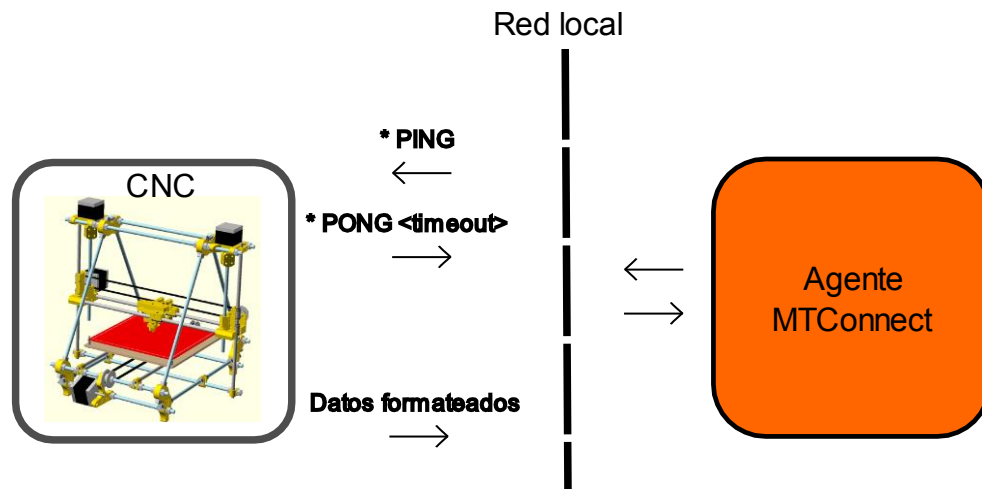 Red local
* PING
CNC
* PONG <timeout>
Agente
MTConnect
Datos formateados